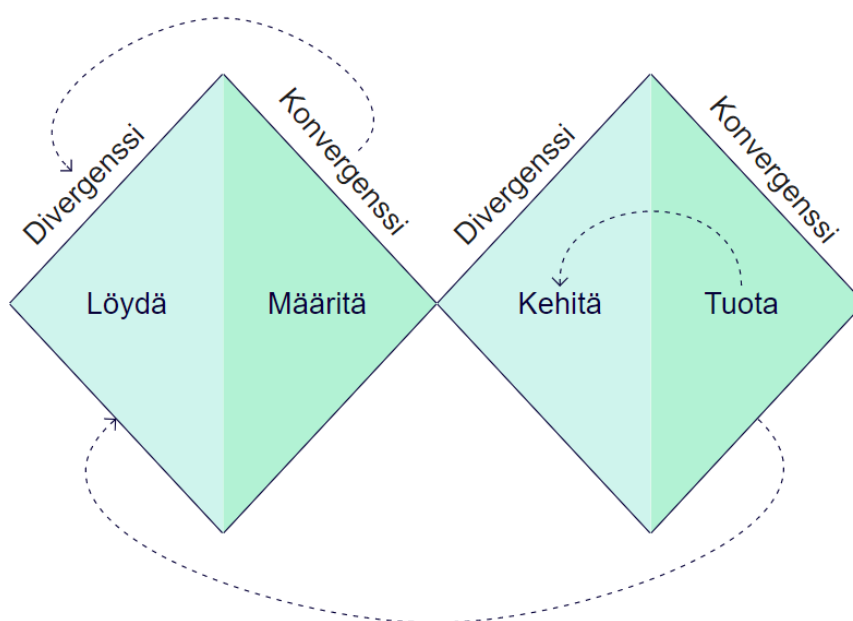 Divergenssi
Konvergenssi
Divergenssi
Konvergenssi
Löydä
Määritä
Kehitä
Tuota